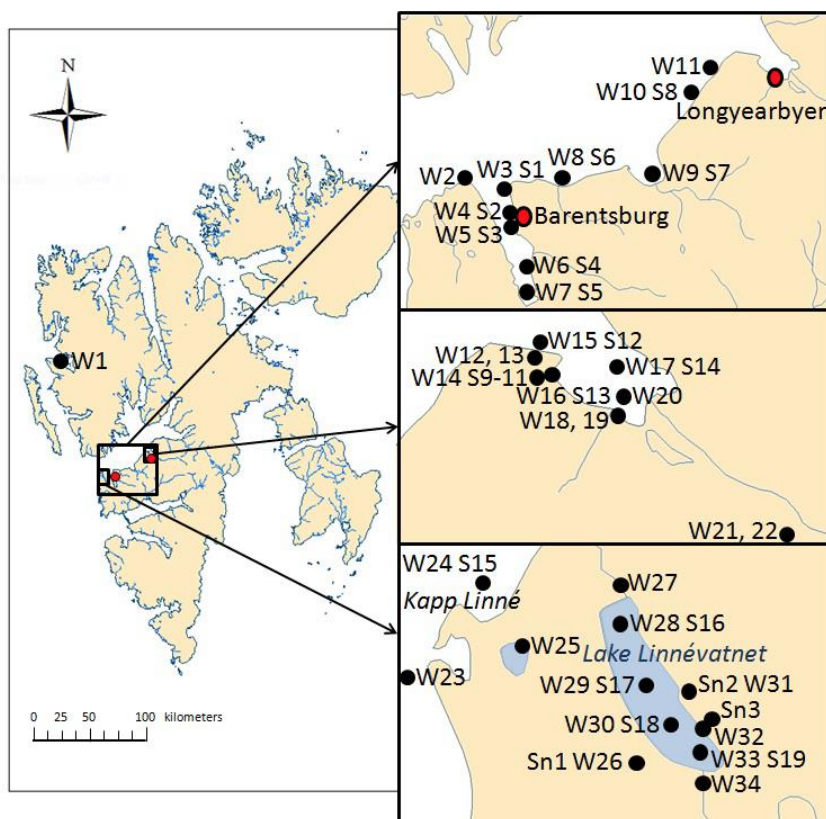 N
W1
0 25 50 100 kilometers
W11
W10 S8
Longyearbyer
W2
W3 S1
W8 S6
W9 S7
W4 S2
Barentsburg
W5 S3
W6 S4
W7 S5
W15 S12
W12, 13
W17 S14
W14 S9-11
W16 S13
W20
W18, 19
W21, 22
W24 S15
Kapp Linné
W27
W28 S16
W25
Lake Linnévatnet
W23
W29 S17
Sn2 W31
Sn3
W30 S18
W32
Sn1 W26
W33 S19
W34